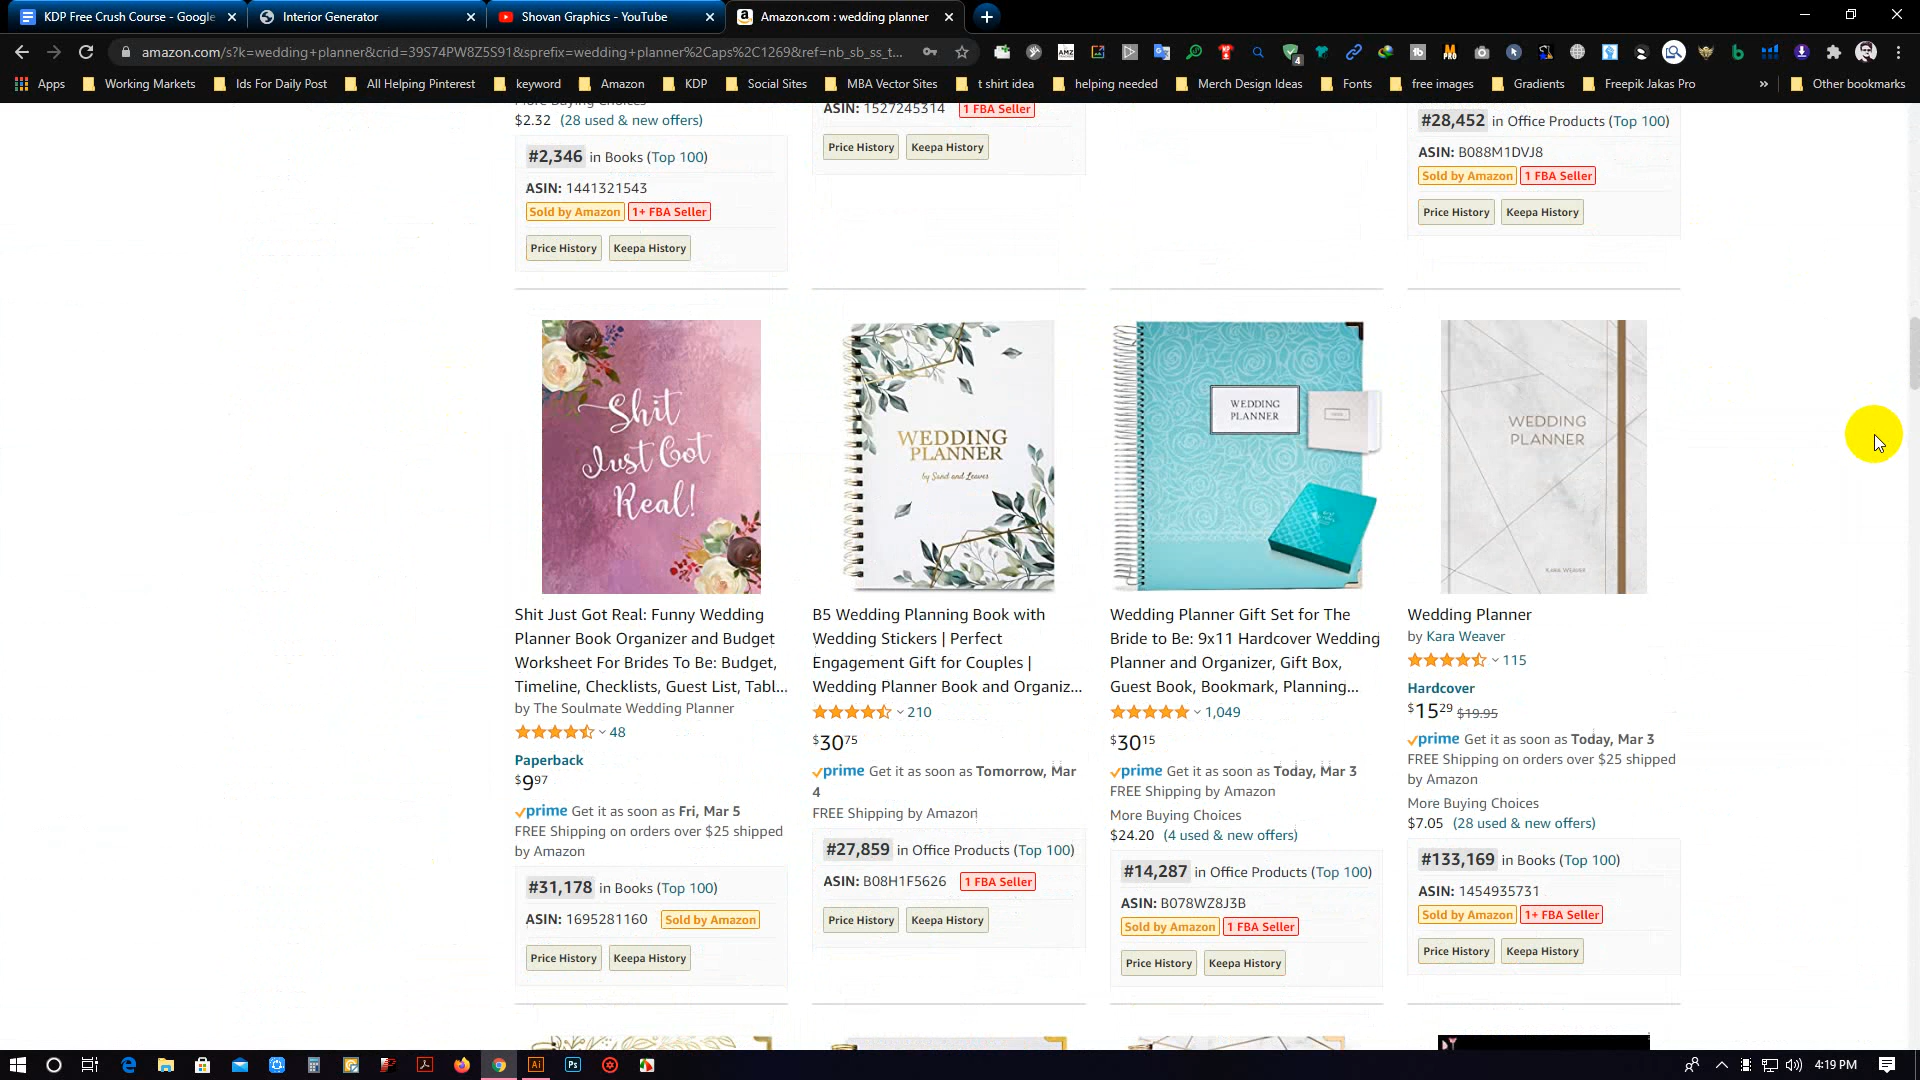 KDP Free Crush Course - Google
Interior Generator
Shovan Graphics - YouTube
Amazon.com : wedding planner
amazon.com/s?k=wedding+planner&crid=39S74PW8Z5S91&sprefix=wedding+planner%2Caps%2C1269&ref=nb_sb_ss_t...
Apps
Working Markets
Ids For Daily Post
All Helping Pinterest
keyword
Amazon
KDP
Social Sites
MBA Vector Sites
t shirt idea
helping needed
Merch Design Ideas
Fonts
free images
Gradients
Freepik Jakas Pro
»
Other bookmarks
More Buying Choices
$2.32 (28 used & new offers)
#2,346 in Books (Top 100)
ASIN: 1441321543
Sold by Amazon 1+ FBA Seller
Price History Keepa History
ASIN: 1527245314 1 FBA Seller
Price History Keepa History
#28,452 in Office Products (Top 100)
ASIN: B088M1DVJ8
Sold by Amazon 1 FBA Seller
Price History Keepa History
Shit
Just Got
Real!
WEDDING
PLANNER
by Sand and Leaves
WEDDING
PLANNER
WEDDING
PLANNER
KARA WEAVER
Shit Just Got Real: Funny Wedding
Planner Book Organizer and Budget
Worksheet For Brides To Be: Budget,
Timeline, Checklists, Guest List, Tabl...
by The Soulmate Wedding Planner
48
Paperback
$9.97
prime Get it as soon as Fri, Mar 5
FREE Shipping on orders over $25 shipped
by Amazon
#31,178 in Books (Top 100)
ASIN: 1695281160 Sold by Amazon
Price History Keepa History
B5 Wedding Planning Book with
Wedding Stickers | Perfect
Engagement Gift for Couples |
Wedding Planner Book and Organiz...
210
$30.75
prime Get it as soon as Tomorrow, Mar
4
FREE Shipping by Amazon
#27,859 in Office Products (Top 100)
ASIN: B08H1F5626 1 FBA Seller
Price History Keepa History
Wedding Planner Gift Set for The
Bride to Be: 9x11 Hardcover Wedding
Planner and Organizer, Gift Box,
Guest Book, Bookmark, Planning...
1,049
$30.15
prime Get it as soon as Today, Mar 3
FREE Shipping by Amazon
More Buying Choices
$24.20 (4 used & new offers)
#14,287 in Office Products (Top 100)
ASIN: B078WZ8J3B
Sold by Amazon 1 FBA Seller
Price History Keepa History
Wedding Planner
by Kara Weaver
115
Hardcover
$15.29 $19.95
prime Get it as soon as Today, Mar 3
FREE Shipping on orders over $25 shipped
by Amazon
More Buying Choices
$7.05 (28 used & new offers)
#133,169 in Books (Top 100)
ASIN: 1454935731
Sold by Amazon 1+ FBA Seller
Price History Keepa History
4:19 PM